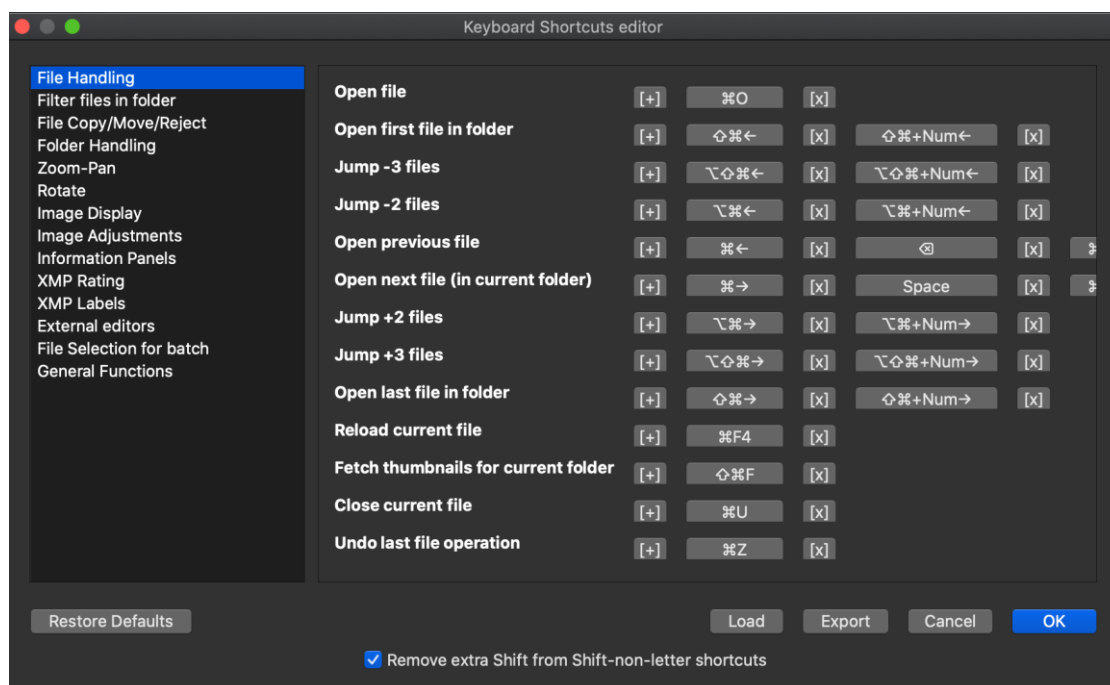 Keyboard Shortcuts editor
File Handling
Filter files in folder
File Copy/Move/Reject
Folder Handling
Zoom-Pan
Rotate
Image Display
Image Adjustments
Information Panels
XMP Rating
XMP Labels
External editors
File Selection for batch
General Functions
Open file [+] ⌘O [x]
Open first file in folder [+] ⇧⌘← [x] ⇧⌘+Num← [x]
Jump -3 files [+] ⌥⇧⌘← [x] ⌥⇧⌘+Num← [x]
Jump -2 files [+] ⌥⌘← [x] ⌥⌘+Num← [x]
Open previous file [+] ⌘← [x] ⌫ [x] ⌘
Open next file (in current folder) [+] ⌘→ [x] Space [x] ⌘
Jump +2 files [+] ⌥⌘→ [x] ⌥⌘+Num→ [x]
Jump +3 files [+] ⌥⇧⌘→ [x] ⌥⇧⌘+Num→ [x]
Open last file in folder [+] ⇧⌘→ [x] ⇧⌘+Num→ [x]
Reload current file [+] ⌘F4 [x]
Fetch thumbnails for current folder [+] ⇧⌘F [x]
Close current file [+] ⌘U [x]
Undo last file operation [+] ⌘Z [x]
Restore Defaults Load Export Cancel OK
Remove extra Shift from Shift-non-letter shortcuts